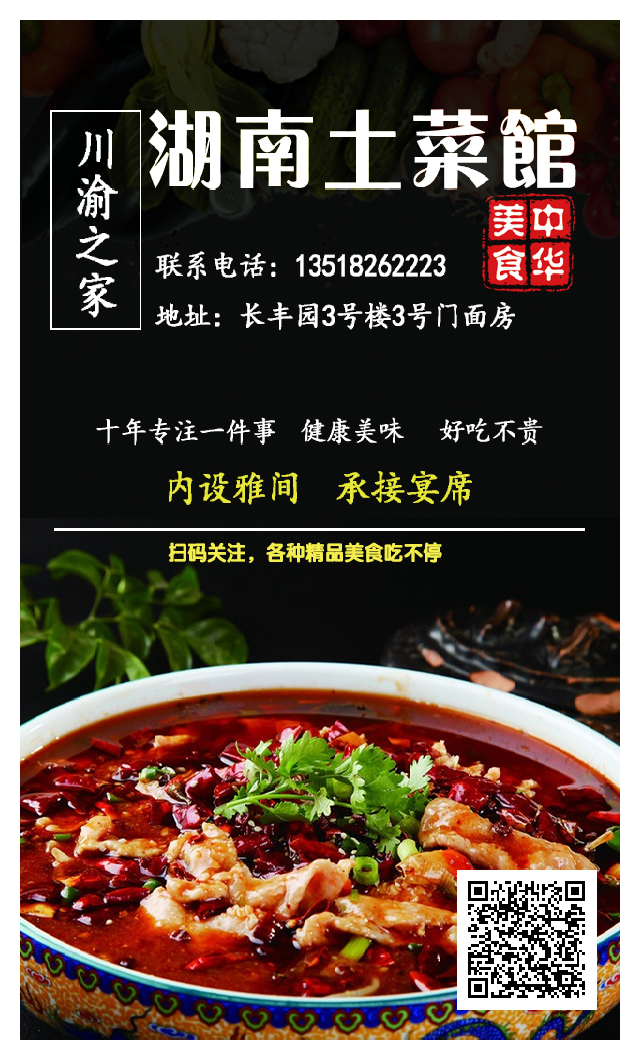 川渝之家
湖南土菜館
中华
美食
联系电话：13518262223
地址：长丰园3号楼3号门面房
十年专注一件事 健康美味 好吃不贵
内设雅间 承接宴席
扫码关注，各种精品美食吃不停